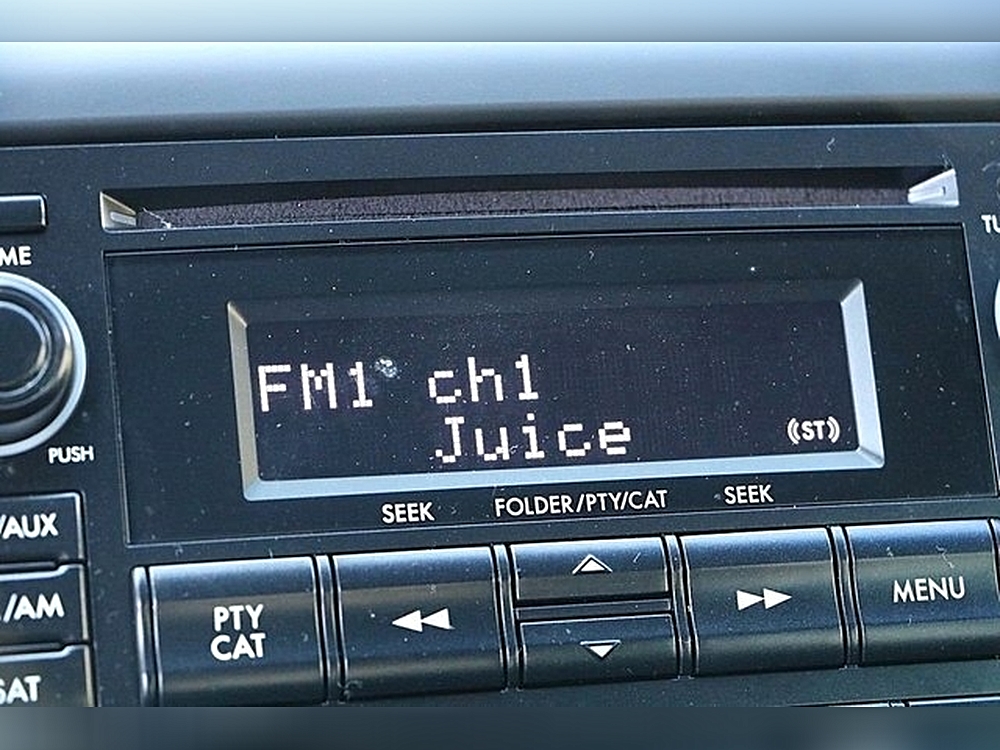 ME
TU
FM1 ch1
Juice
(ST)
PUSH
SEEK
FOLDER/PTY/CAT
SEEK
/AUX
/AM
SAT
PTY
CAT
MENU